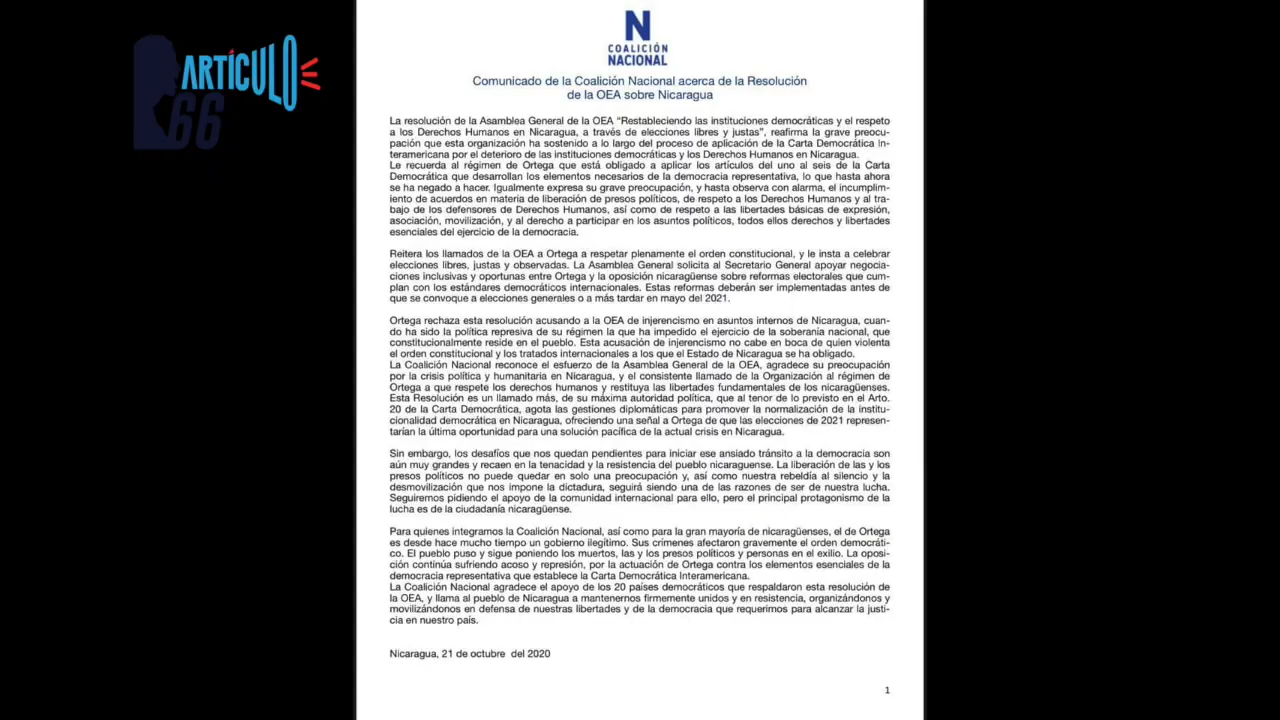 ARTÍCULO
66
N
COALICIÓN
NACIONAL
Comunicado de la Coalición Nacional acerca de la Resolución
de la OEA sobre Nicaragua
La resolución de la Asamblea General de la OEA “Restableciendo las instituciones democráticas y el respeto
a los Derechos Humanos en Nicaragua, a través de elecciones libres y justas”, reafirma la grave preocu-
pación que esta organización ha sostenido a lo largo del proceso de aplicación de la Carta Democrática In-
teramericana por el deterioro de las instituciones democráticas y los Derechos Humanos en Nicaragua.
Le recuerda al régimen de Ortega que está obligado a aplicar los artículos del uno al seis de la Carta
Democrática que desarrollan los elementos necesarios de la democracia representativa, lo que hasta ahora
se ha negado a hacer. Igualmente expresa su grave preocupación, y hasta observa con alarma, el incumplim-
iento de acuerdos en materia de liberación de presos políticos, de respeto a los Derechos Humanos y al tra-
bajo de los defensores de Derechos Humanos, así como de respeto a las libertades básicas de expresión,
asociación, movilización, y al derecho a participar en los asuntos políticos, todos ellos derechos y libertades
esenciales del ejercicio de la democracia.
Reitera los llamados de la OEA a Ortega a respetar plenamente el orden constitucional, y le insta a celebrar
elecciones libres, justas y observadas. La Asamblea General solicita al Secretario General apoyar negocia-
ciones inclusivas y oportunas entre Ortega y la oposición nicaragüense sobre reformas electorales que cum-
plan con los estándares democráticos internacionales. Estas reformas deberán ser implementadas antes de
que se convoque a elecciones generales o a más tardar en mayo del 2021.
Ortega rechaza esta resolución acusando a la OEA de injerencismo en asuntos internos de Nicaragua, cuan-
do ha sido la política represiva de su régimen la que ha impedido el ejercicio de la soberanía nacional, que
constitucionalmente reside en el pueblo. Esta acusación de injerencismo no cabe en boca de quien violenta
el orden constitucional y los tratados internacionales a los que el Estado de Nicaragua se ha obligado.
La Coalición Nacional reconoce el esfuerzo de la Asamblea General de la OEA, agradece su preocupación
por la crisis política y humanitaria en Nicaragua, y el consistente llamado de la Organización al régimen de
Ortega a que respete los derechos humanos y restituya las libertades fundamentales de los nicaragüenses.
Esta Resolución es un llamado más, de su máxima autoridad política, que al tenor de lo previsto en el Arto.
20 de la Carta Democrática, agota las gestiones diplomáticas para promover la normalización de la institu-
cionalidad democrática en Nicaragua, ofreciendo una señal a Ortega de que las elecciones de 2021 represen-
tarían la última oportunidad para una solución pacífica de la actual crisis en Nicaragua.
Sin embargo, los desafíos que nos quedan pendientes para iniciar ese ansiado tránsito a la democracia son
aún muy grandes y recaen en la tenacidad y la resistencia del pueblo nicaraguense. La liberación de las y los
presos políticos no puede quedar en solo una preocupación y, así como nuestra rebeldía al silencio y la
desmovilización que nos impone la dictadura, seguirá siendo una de las razones de ser de nuestra lucha.
Seguiremos pidiendo el apoyo de la comunidad internacional para ello, pero el principal protagonismo de la
lucha es de la ciudadanía nicaragüense.
Para quienes integramos la Coalición Nacional, así como para la gran mayoría de nicaragüenses, el de Ortega
es desde hace mucho tiempo un gobierno ilegítimo. Sus crímenes afectaron gravemente el orden democráti-
co. El pueblo puso y sigue poniendo los muertos, las y los presos políticos y personas en el exilio. La oposi-
ción continúa sufriendo acoso y represión, por la actuación de Ortega contra los elementos esenciales de la
democracia representativa que establece la Carta Democrática Interamericana.
La Coalición Nacional agradece el apoyo de los 20 países democráticos que respaldaron esta resolución de
la OEA, y llama al pueblo de Nicaragua a mantenernos firmemente unidos y en resistencia, organizándonos y
movilizándonos en defensa de nuestras libertades y de la democracia que requerimos para alcanzar la justi-
cia en nuestro país.
Nicaragua, 21 de octubre  del 2020
1